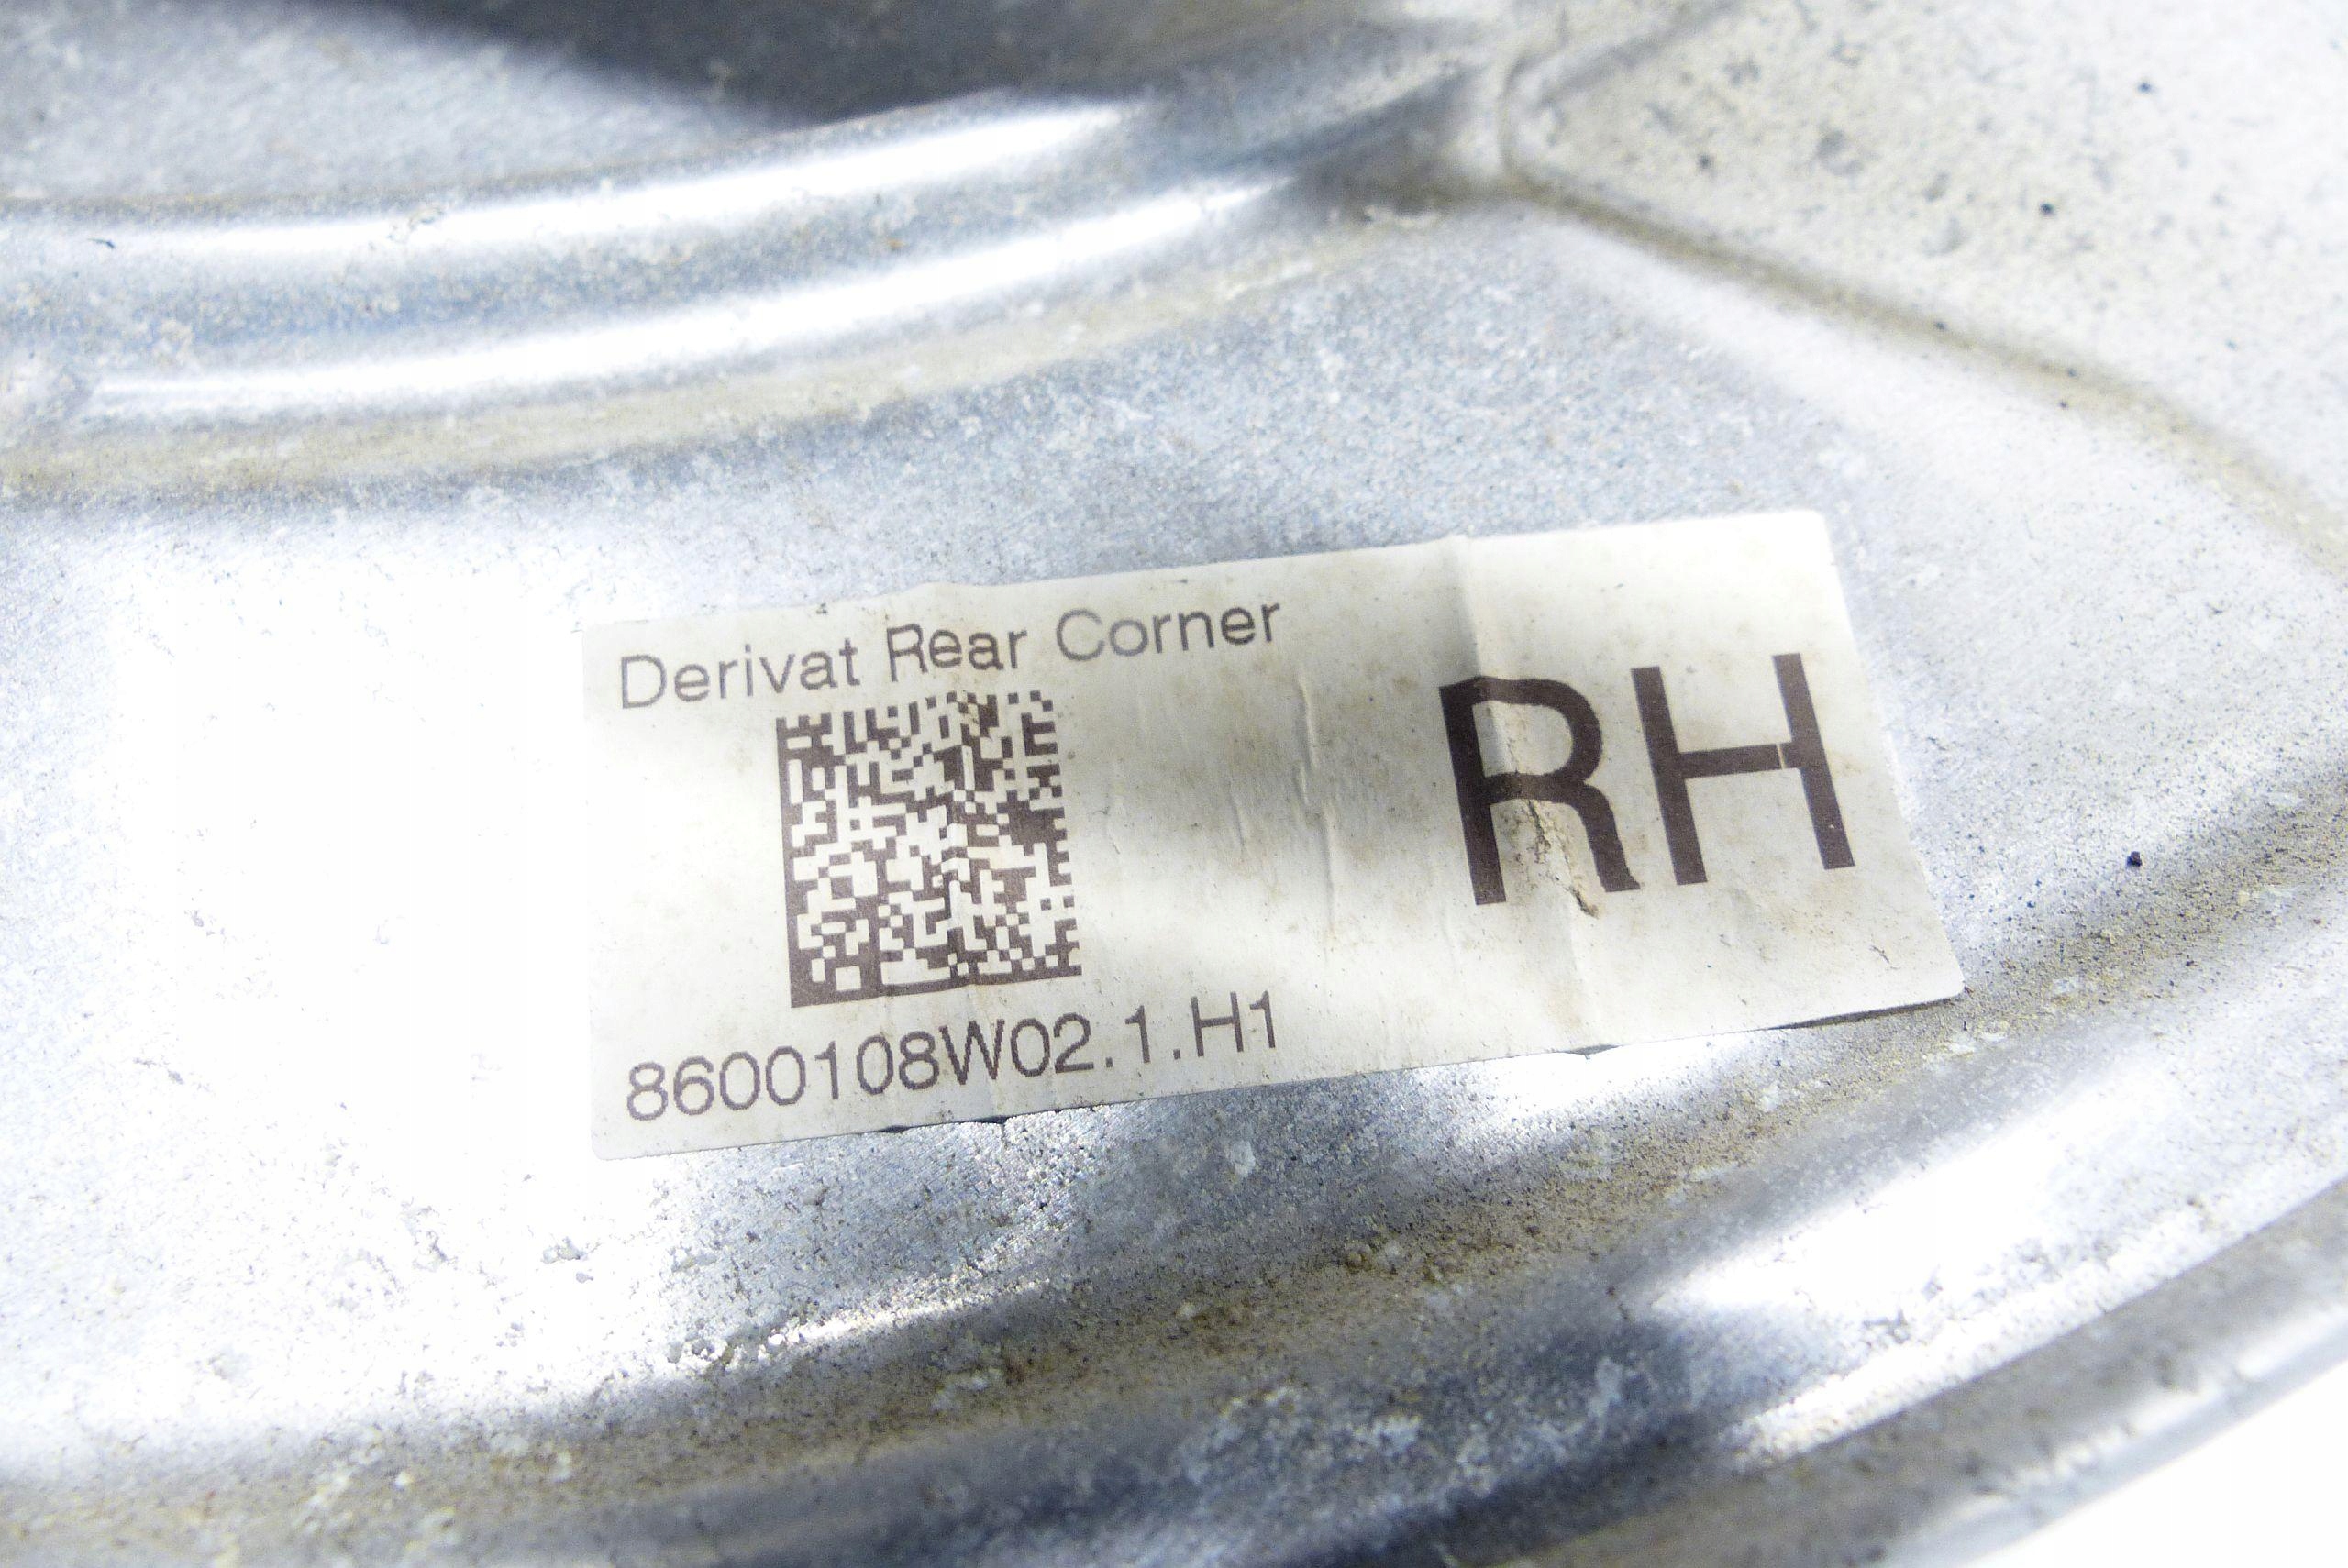 Derivat Rear Corner
RH
8600108W02.1.H1